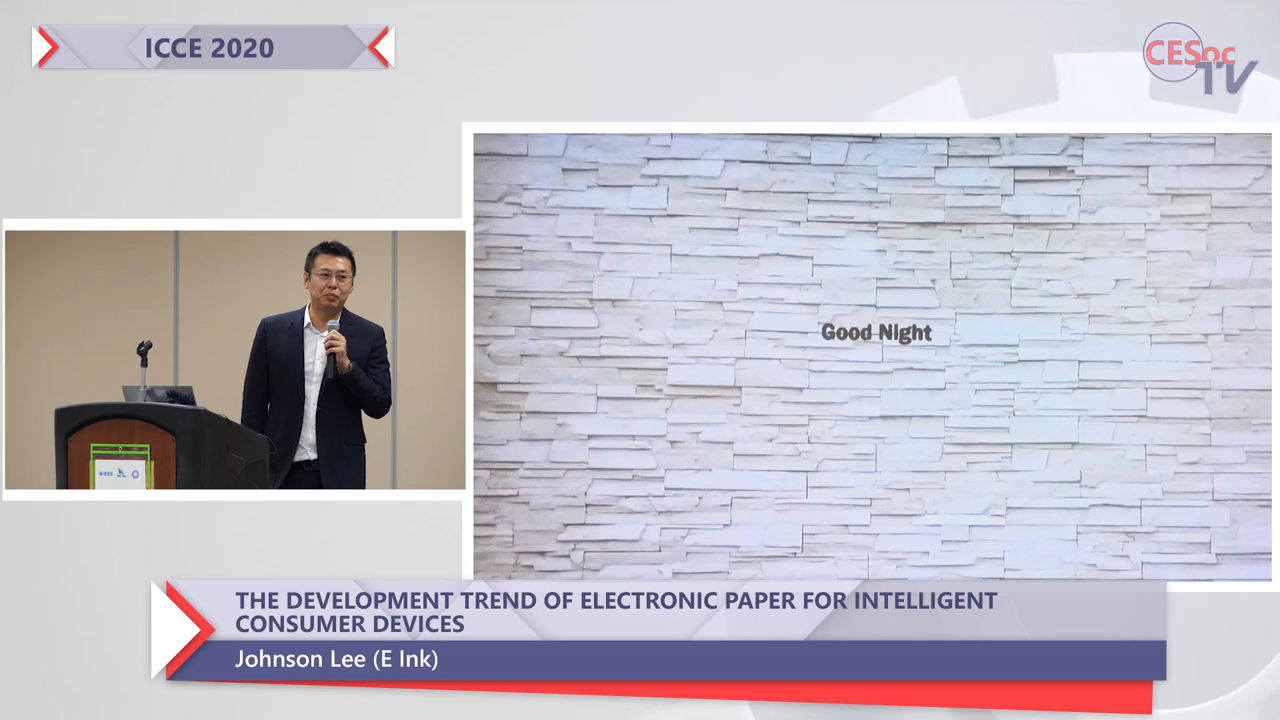 ICCE 2020
CESoc
TV
Good Night
THE DEVELOPMENT TREND OF ELECTRONIC PAPER FOR INTELLIGENT
CONSUMER DEVICES
Johnson Lee (E Ink)